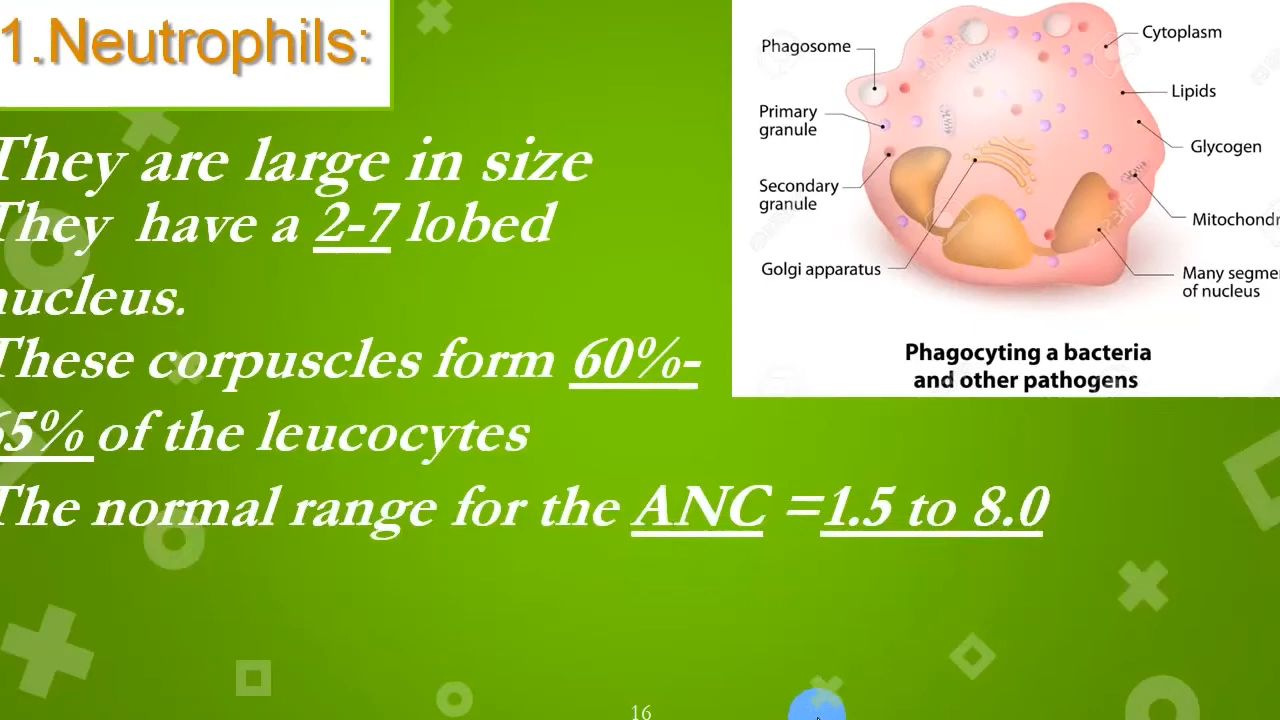 1.Neutrophils:
They are large in size
They have a 2-7 lobed
nucleus.
These corpuscles form 60%-
65% of the leucocytes
The normal range for the ANC =1.5 to 8.0
Phagosome
Primary
granule
Secondary
granule
Golgi apparatus
Cytoplasm
Lipids
Glycogen
Mitochondr
Many segme
of nucleus
Phagocyting a bacteria
and other pathogens
16